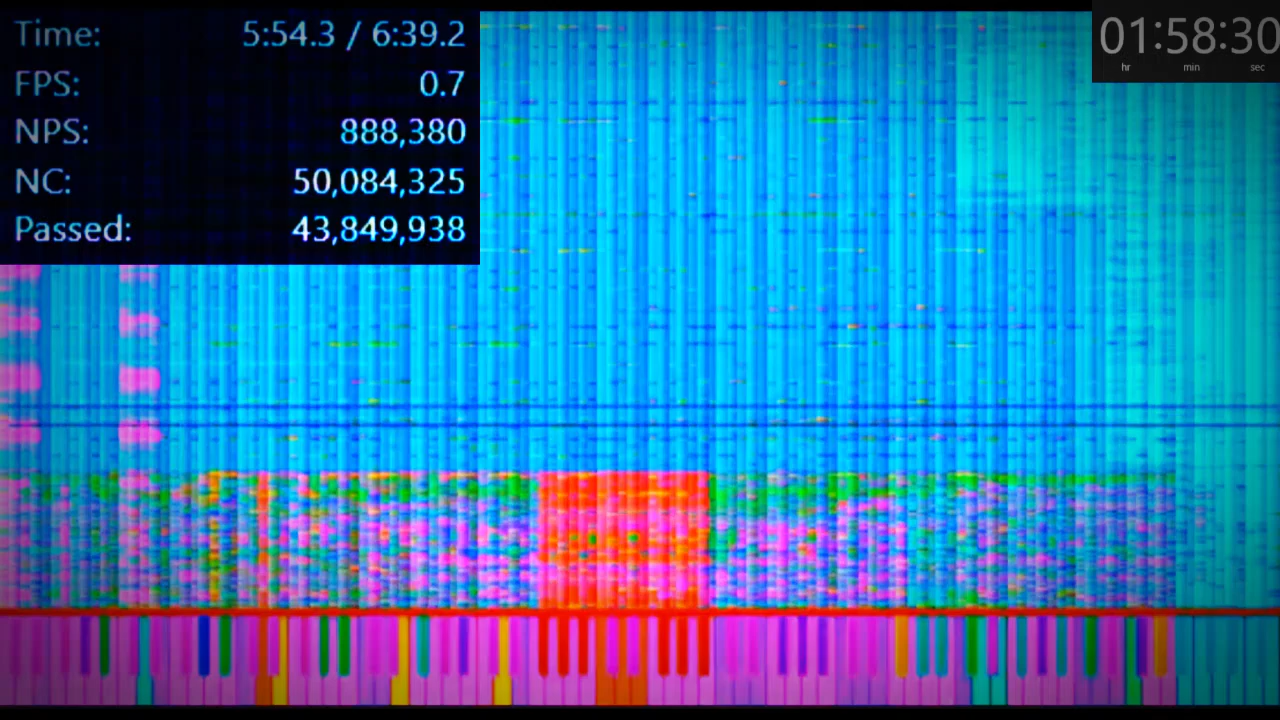 Time: 5:54.3 / 6:39.2
FPS: 0.7
NPS: 888,380
NC: 50,084,325
Passed: 43,849,938
01:58:30
hr min sec